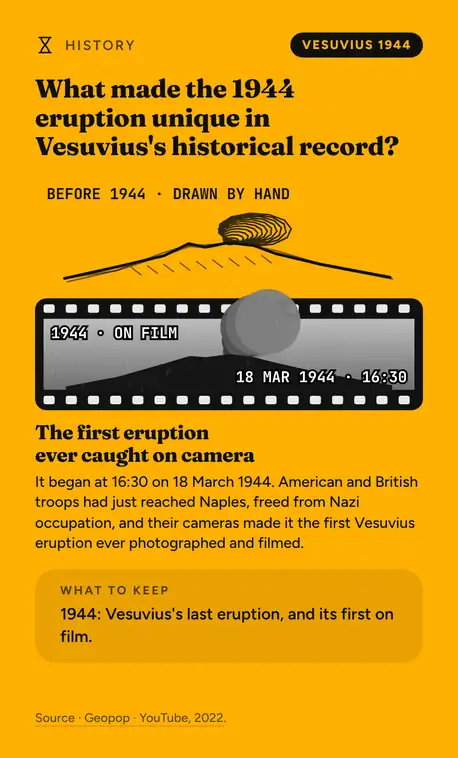 HISTORY
VESUVIUS 1944
What made the 1944
eruption unique in
Vesuvius's historical record?
BEFORE 1944 · DRAWN BY HAND
1944 · ON FILM
18 MAR 1944 · 16:30
The first eruption
ever caught on camera
It began at 16:30 on 18 March 1944. American and British
troops had just reached Naples, freed from Nazi
occupation, and their cameras made it the first Vesuvius
eruption ever photographed and filmed.
WHAT TO KEEP
1944: Vesuvius's last eruption, and its first on
film.
Source · Geopop · YouTube, 2022.